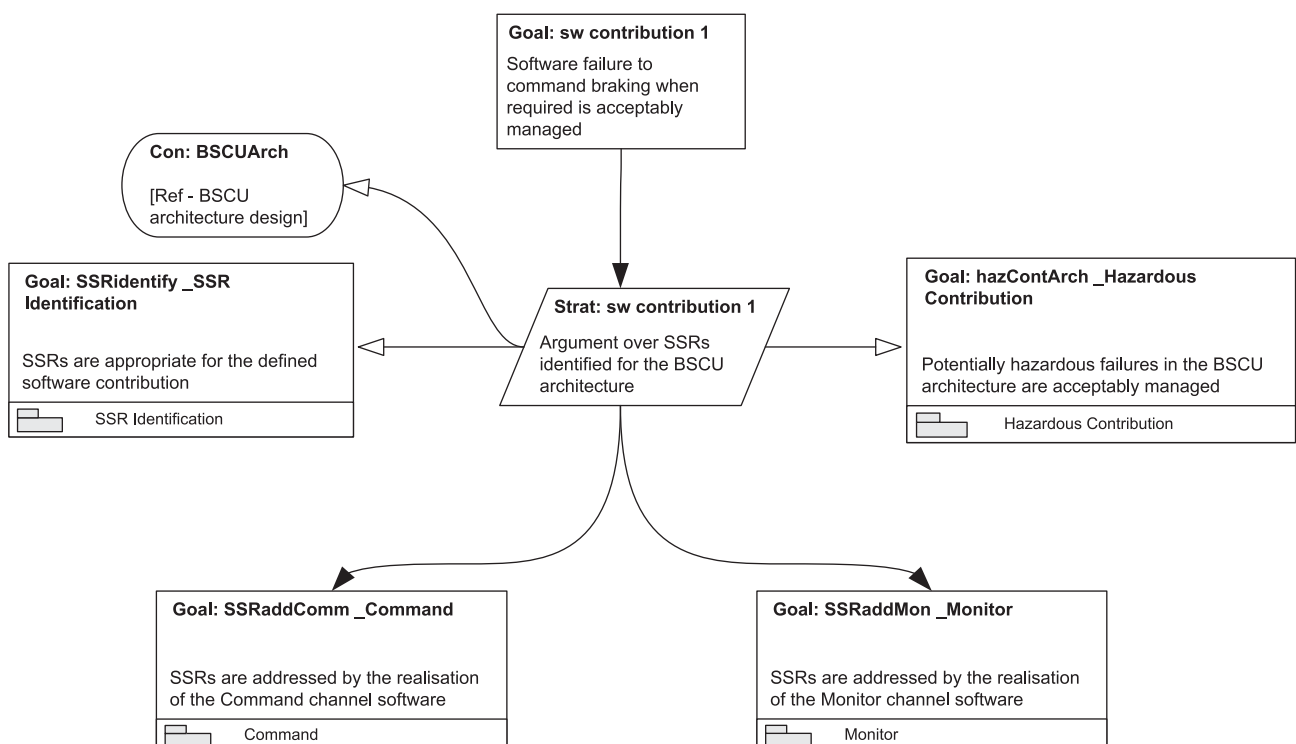 Goal: sw contribution 1
Software failure to
command braking when
required is acceptably
managed
Con: BSCUArch
[Ref - BSCU
architecture design]
Goal: SSRidentify _SSR
Identification
SSRs are appropriate for the defined
software contribution
SSR Identification
Strat: sw contribution 1
Argument over SSRs
identified for the BSCU
architecture
Goal: hazContArch _Hazardous
Contribution
Potentially hazardous failures in the BSCU
architecture are acceptably managed
Hazardous Contribution
Goal: SSRaddComm _Command
SSRs are addressed by the realisation
of the Command channel software
Command
Goal: SSRaddMon _Monitor
SSRs are addressed by the realisation
of the Monitor channel software
Monitor